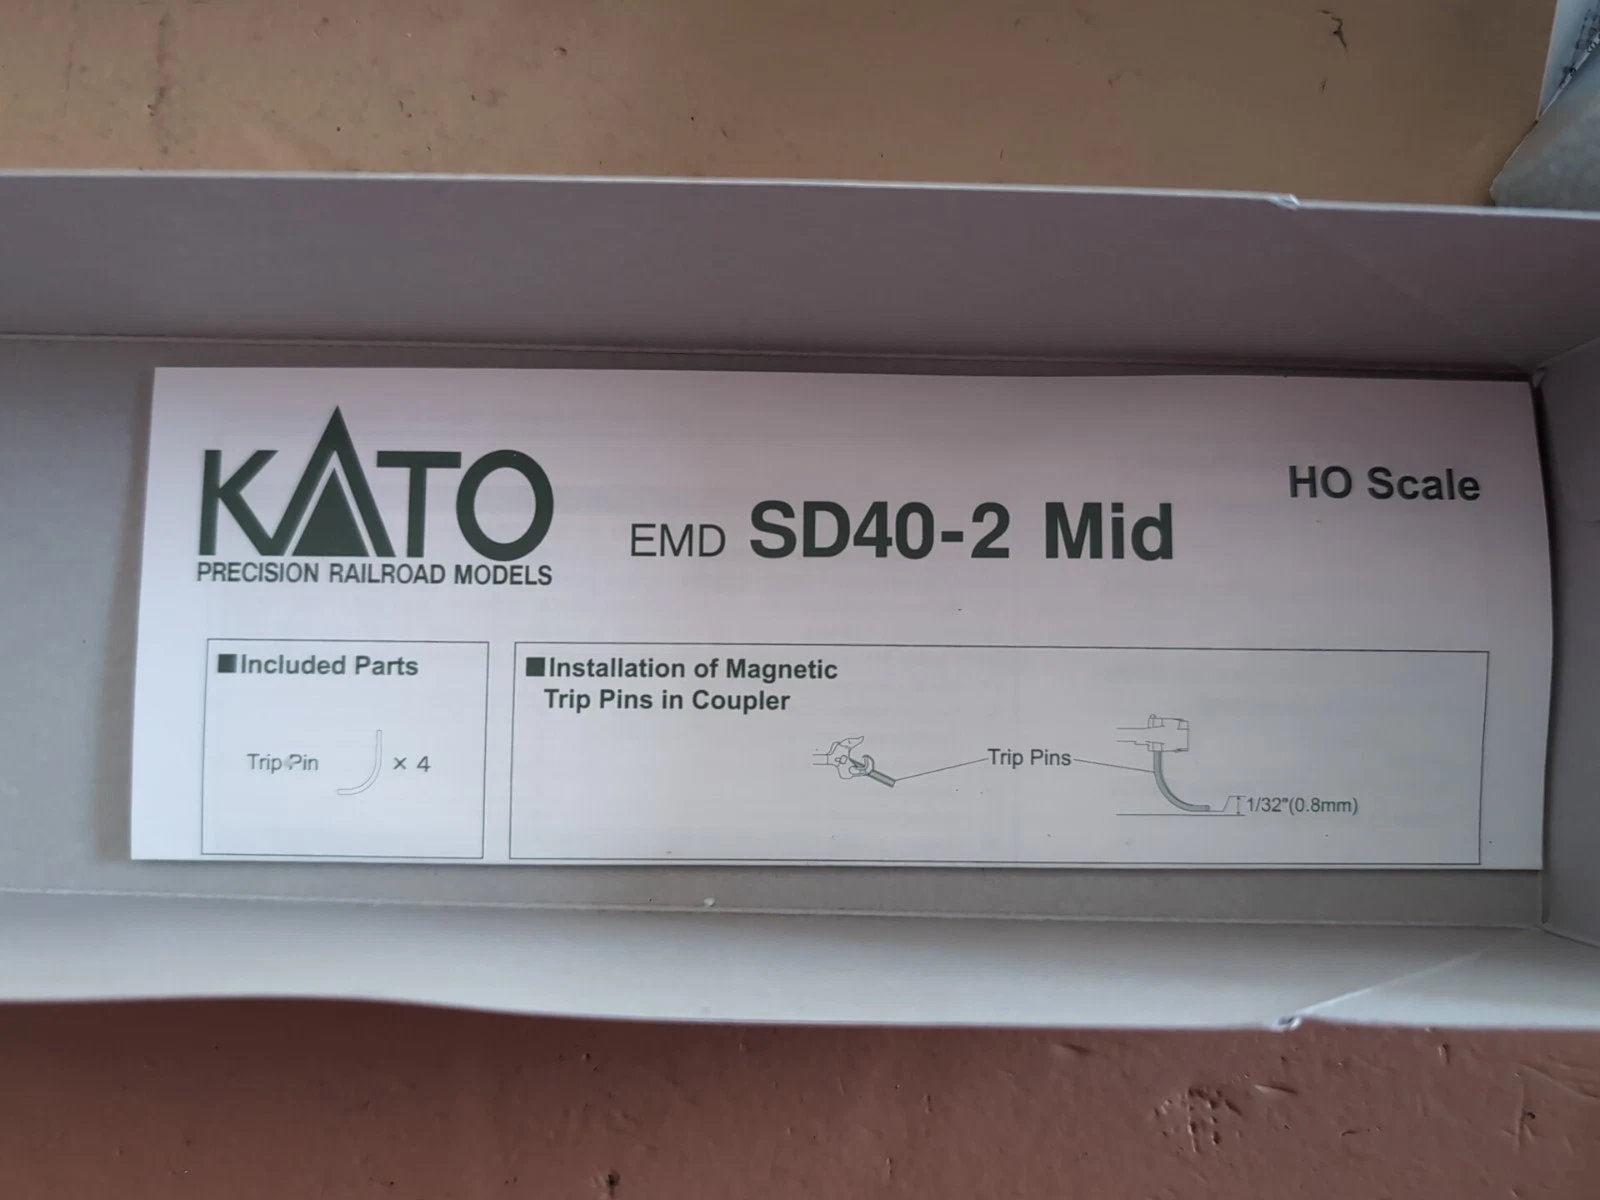 KATO
PRECISION RAILROAD MODELS
EMD SD40-2 Mid
HO Scale
■Included Parts
Trip Pin × 4
■Installation of Magnetic
Trip Pins in Coupler
Trip Pins
1/32"(0.8mm)